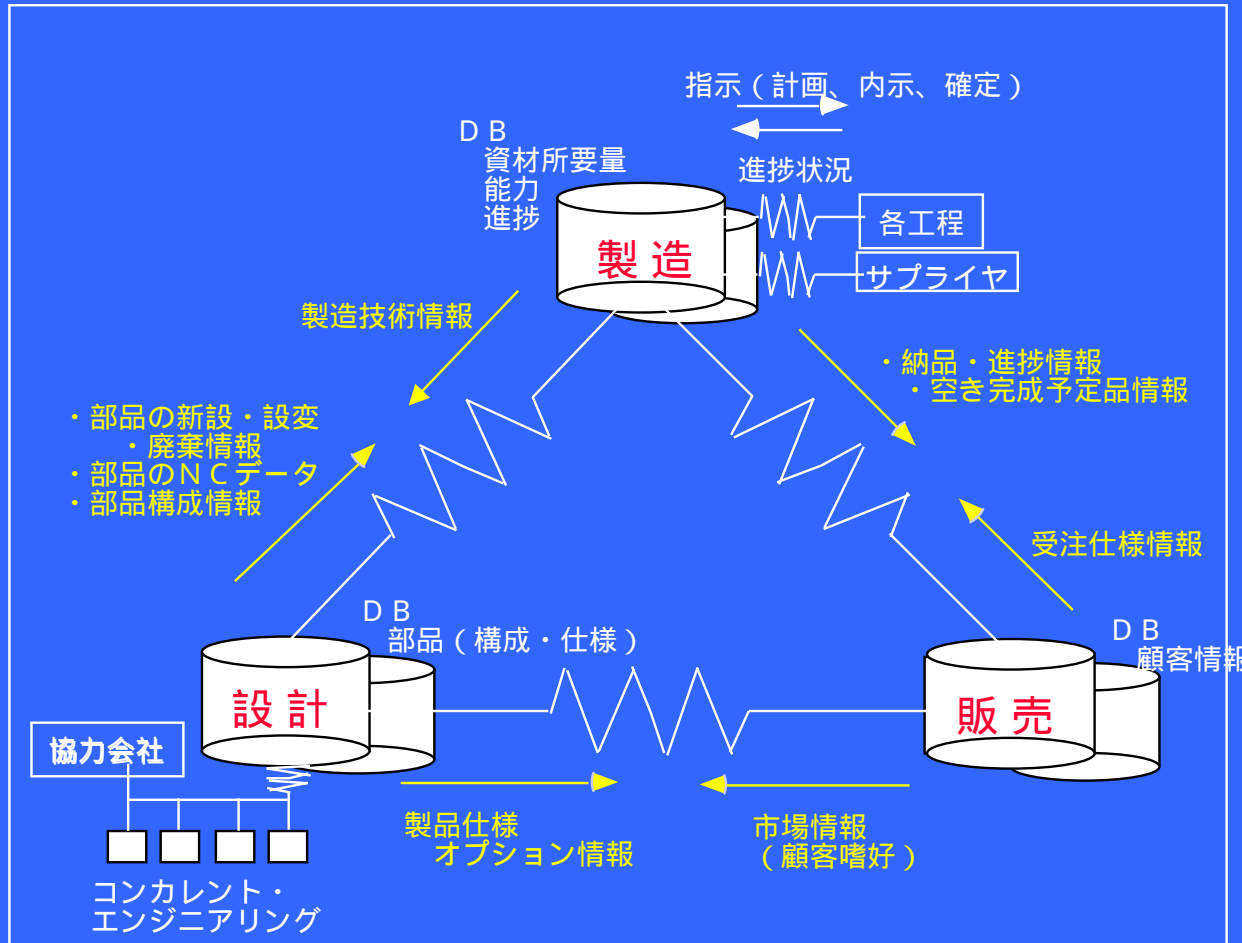 指示（計画、内示、確定）
ＤＢ
資材所要量
能力
進捗
進捗状況
各工程
サプライヤ
製造
製造技術情報
・納品・進捗情報
・空き完成予定品情報
・部品の新設・設変
・廃棄情報
・部品のＮＣデータ
・部品構成情報
受注仕様情報
ＤＢ
部品（構成・仕様）
ＤＢ
顧客情報
設計
販売
協力会社
製品仕様
オプション情報
市場情報
（顧客嗜好）
コンカレント・
エンジニアリング